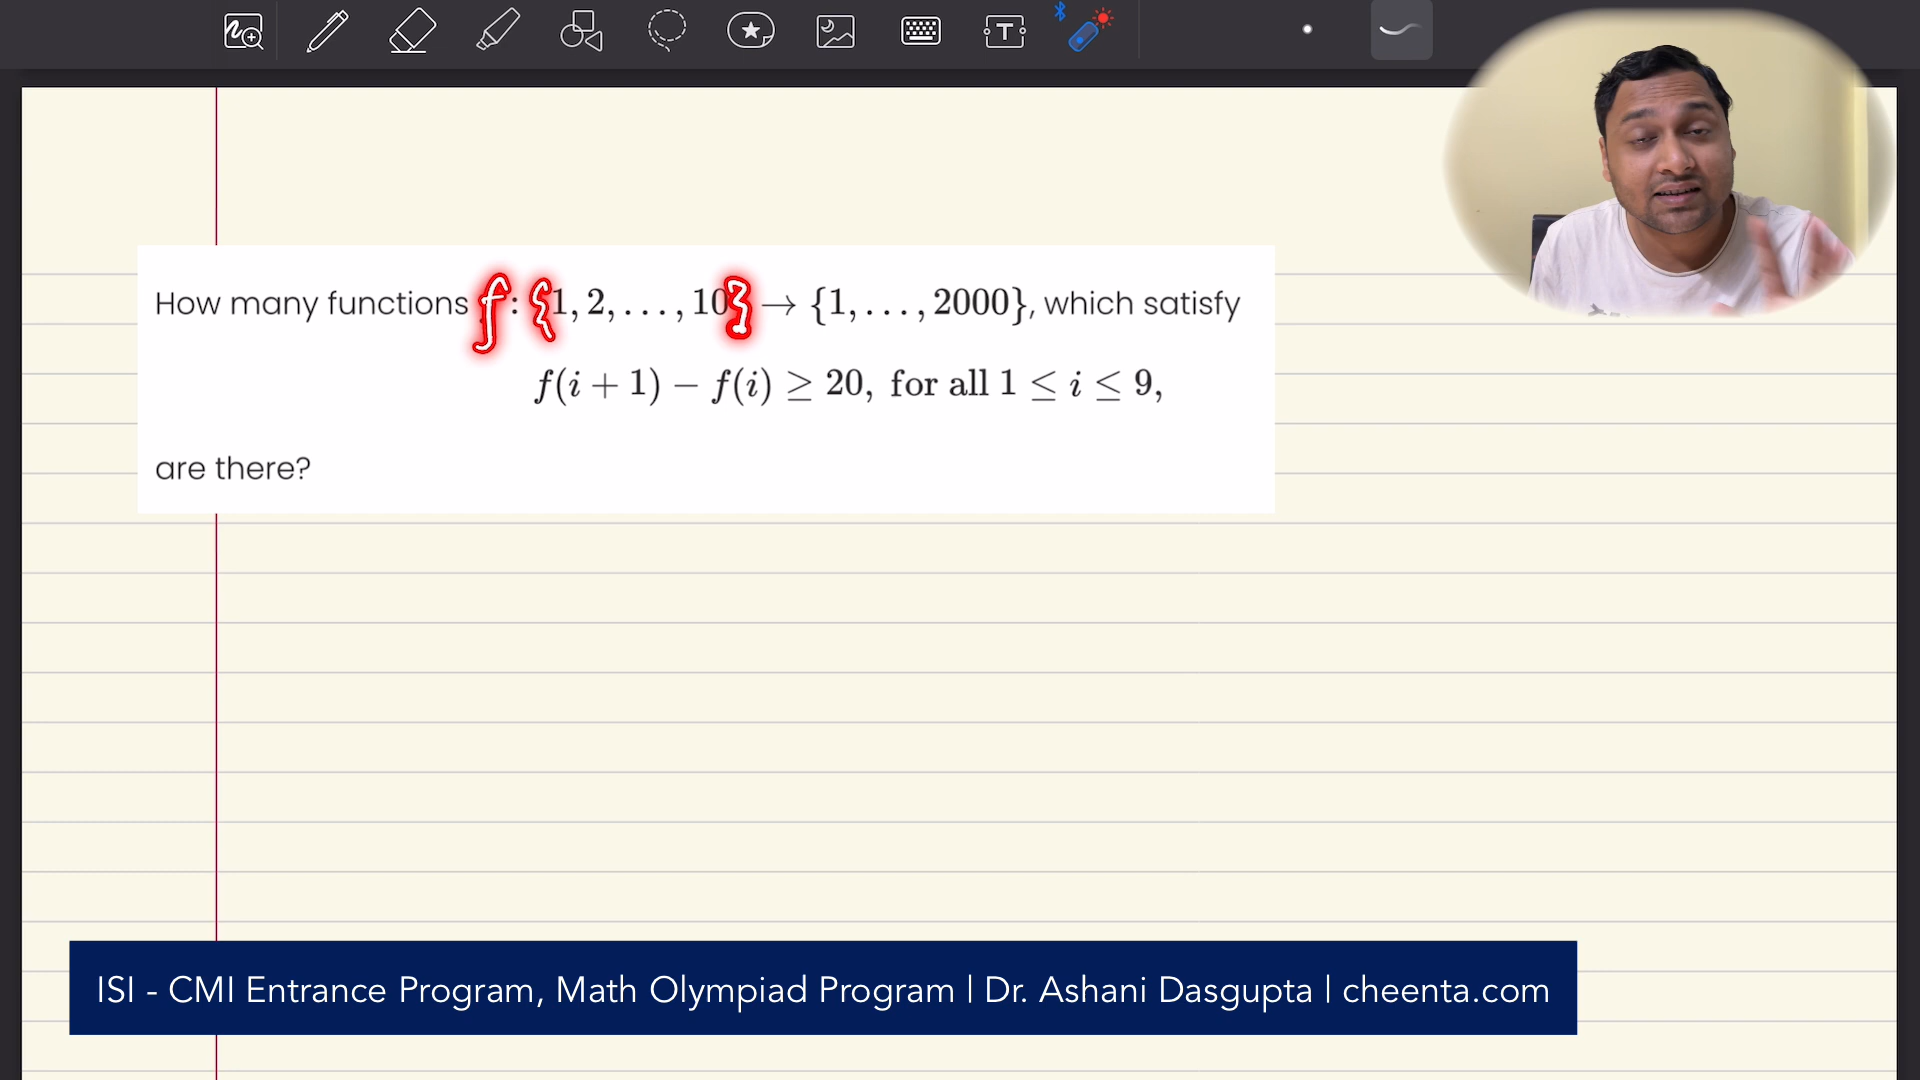 How many functions f : {1, 2, . . . , 10} → {1, . . . , 2000}, which satisfy
f(i + 1) − f(i) ≥ 20, for all 1 ≤ i ≤ 9,
are there?
ISI - CMI Entrance Program, Math Olympiad Program | Dr. Ashani Dasgupta | cheenta.com